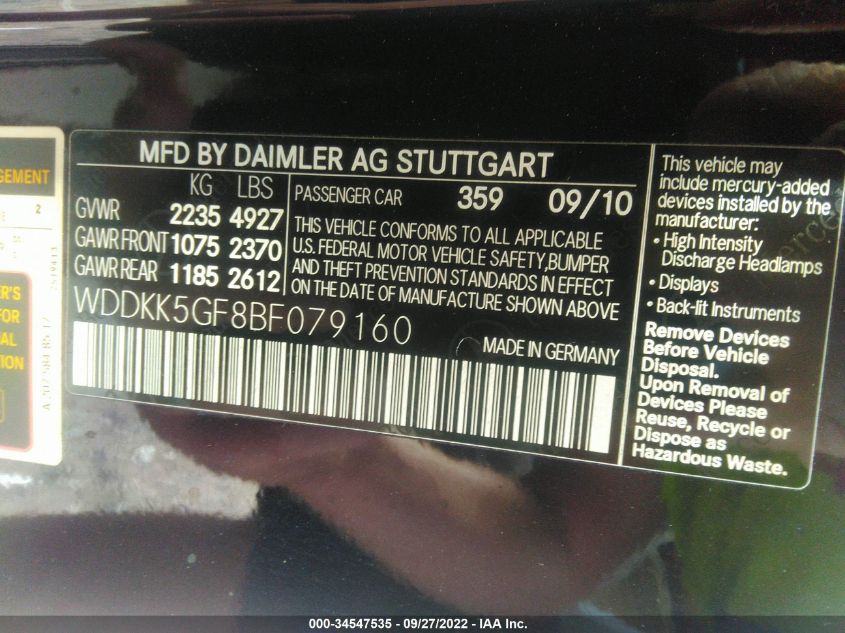 MFD BY DAIMLER AG STUTTGART
KG LBS
GVWR 2235 4927
GAWR FRONT 1075 2370
GAWR REAR 1185 2612
PASSENGER CAR 359 09/10
THIS VEHICLE CONFORMS TO ALL APPLICABLE
U.S. FEDERAL MOTOR VEHICLE SAFETY,BUMPER
AND THEFT PREVENTION STANDARDS IN EFFECT
ON THE DATE OF MANUFACTURE SHOWN ABOVE
WDDKK5GF8BF079160
MADE IN GERMANY
This vehicle may
include mercury-added
devices installed by the
manufacturer:
• High Intensity
Discharge Headlamps
• Displays
• Back-lit Instruments
Remove Devices
Before Vehicle
Disposal.
Upon Removal of
Devices Please
Reuse, Recycle or
Dispose as
Hazardous Waste.
GEMENT
2
A 207 584 85 17
000-34547535 - 09/27/2022 - IAA Inc.